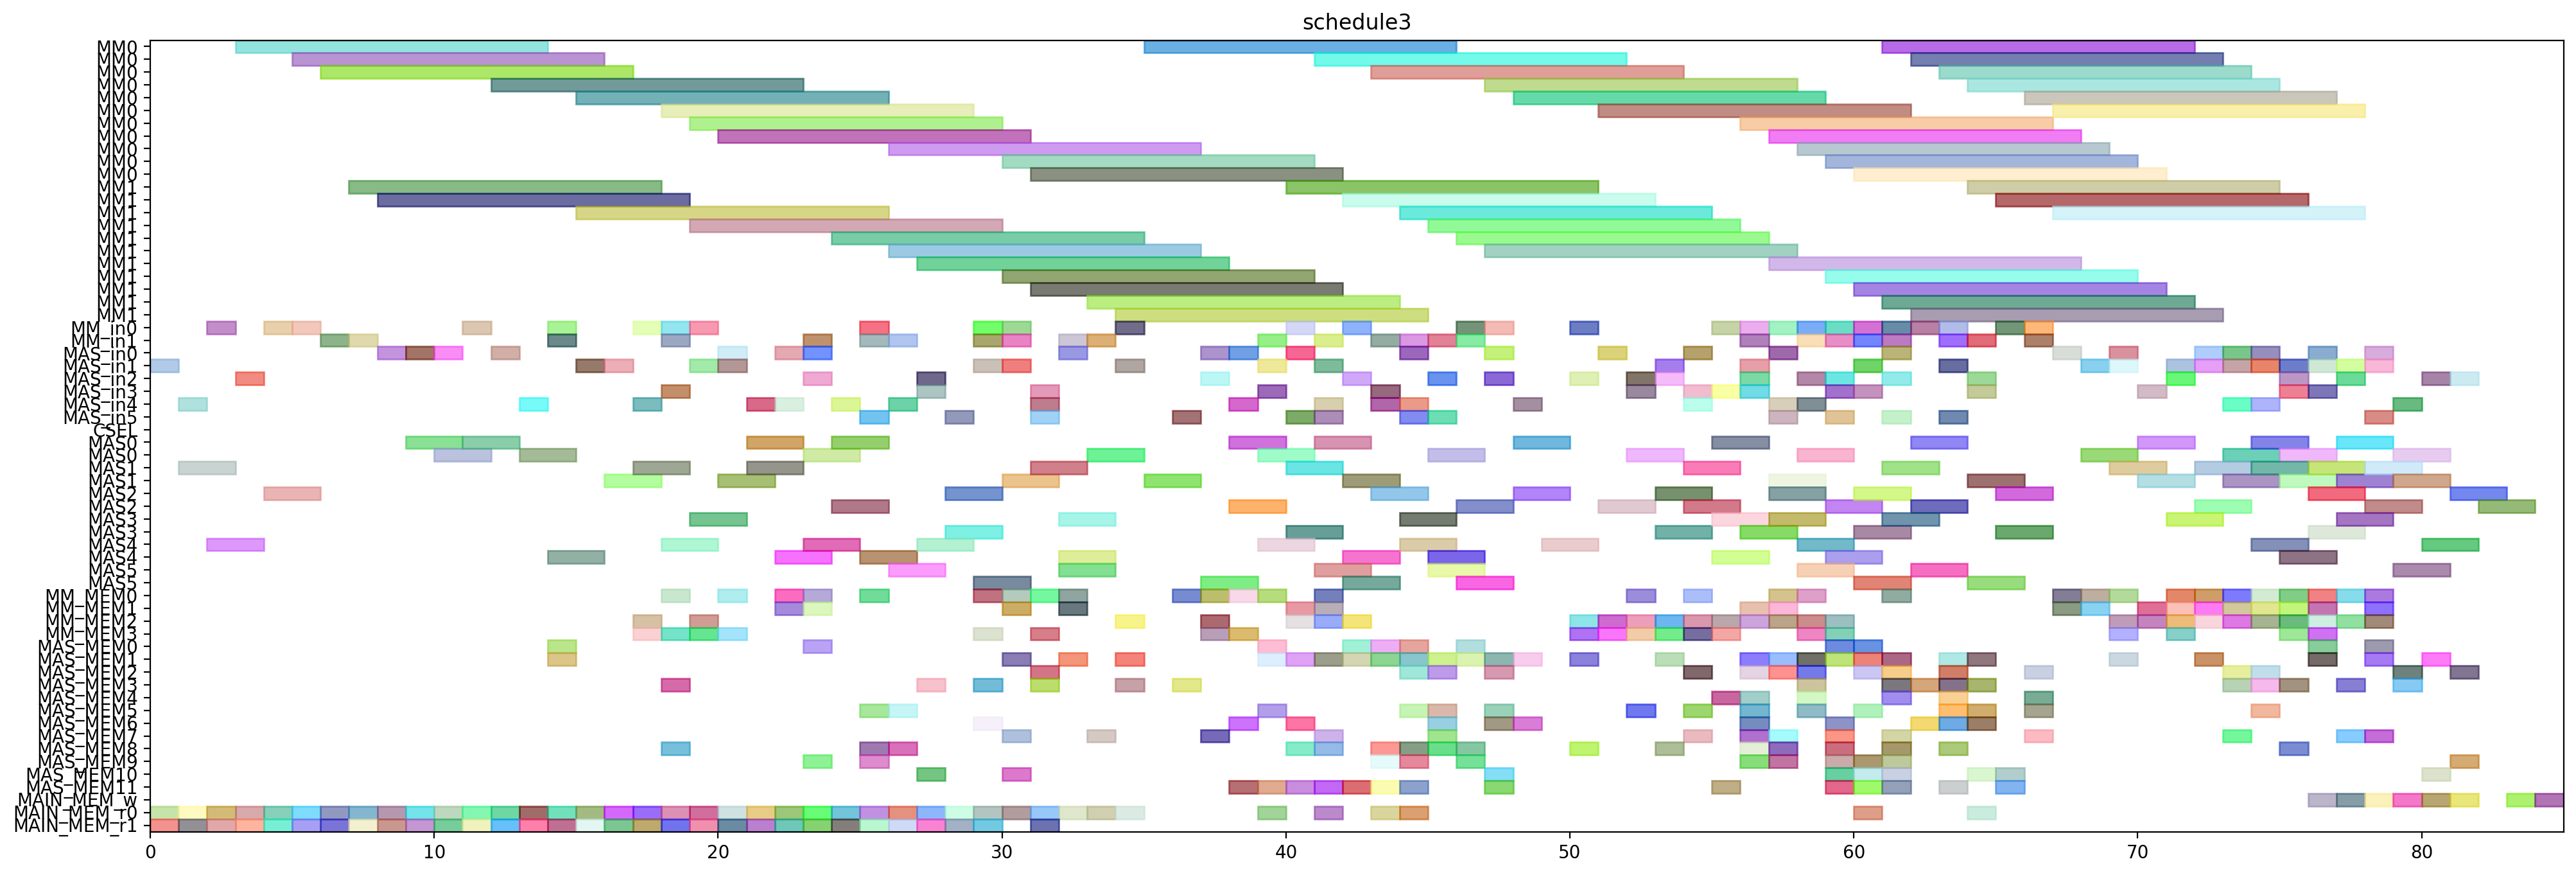 schedule3
MM0
MM0
MM0
MM0
MM0
MM0
MM0
MM0
MM0
MM0
MM0
MM1
MM1
MM1
MM1
MM1
MM1
MM1
MM1
MM1
MM1
MM1
MM_in0
MM_in1
MAS_in0
MAS_in1
MAS_in2
MAS_in3
MAS_in4
MAS_in5
CSEL
MAS0
MAS0
MAS1
MAS1
MAS2
MAS2
MAS3
MAS3
MAS4
MAS4
MAS5
MAS5
MM_MEM0
MM_MEM1
MM_MEM2
MM_MEM3
MAS_MEM0
MAS_MEM1
MAS_MEM2
MAS_MEM3
MAS_MEM4
MAS_MEM5
MAS_MEM6
MAS_MEM7
MAS_MEM8
MAS_MEM9
MAS_MEM10
MAS_MEM11
MAIN_MEM_w
MAIN_MEM_r0
MAIN_MEM_r1
0 10 20 30 40 50 60 70 80